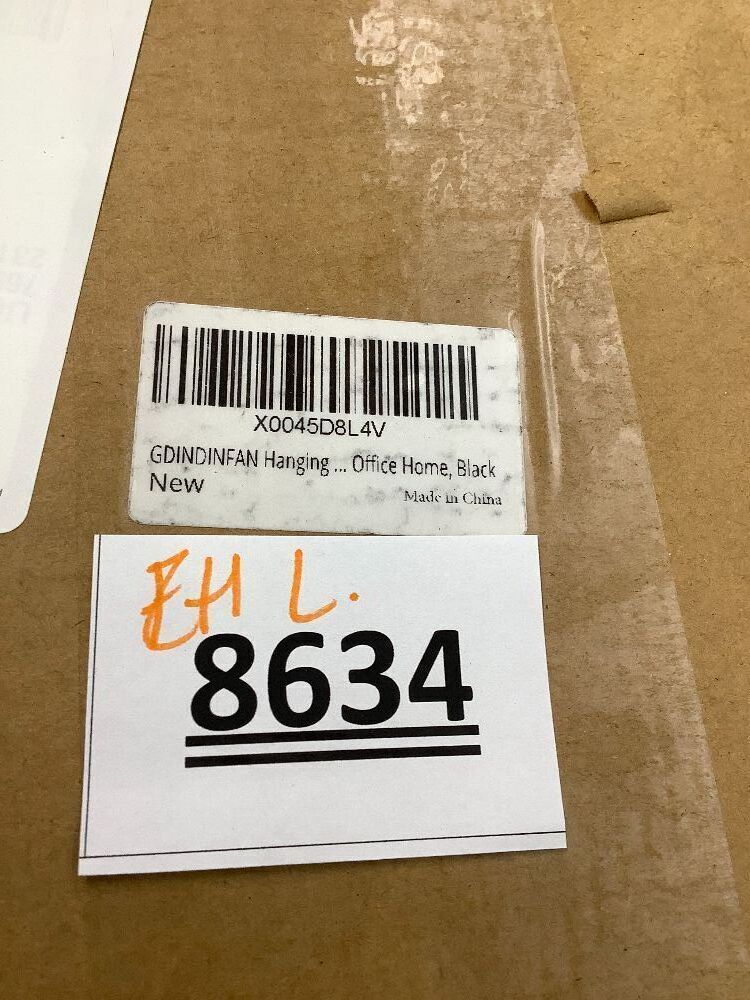 X0045D8L4V
GDINDINFAN Hanging ... Office Home, Black
New
Made in China
EH L.
8634